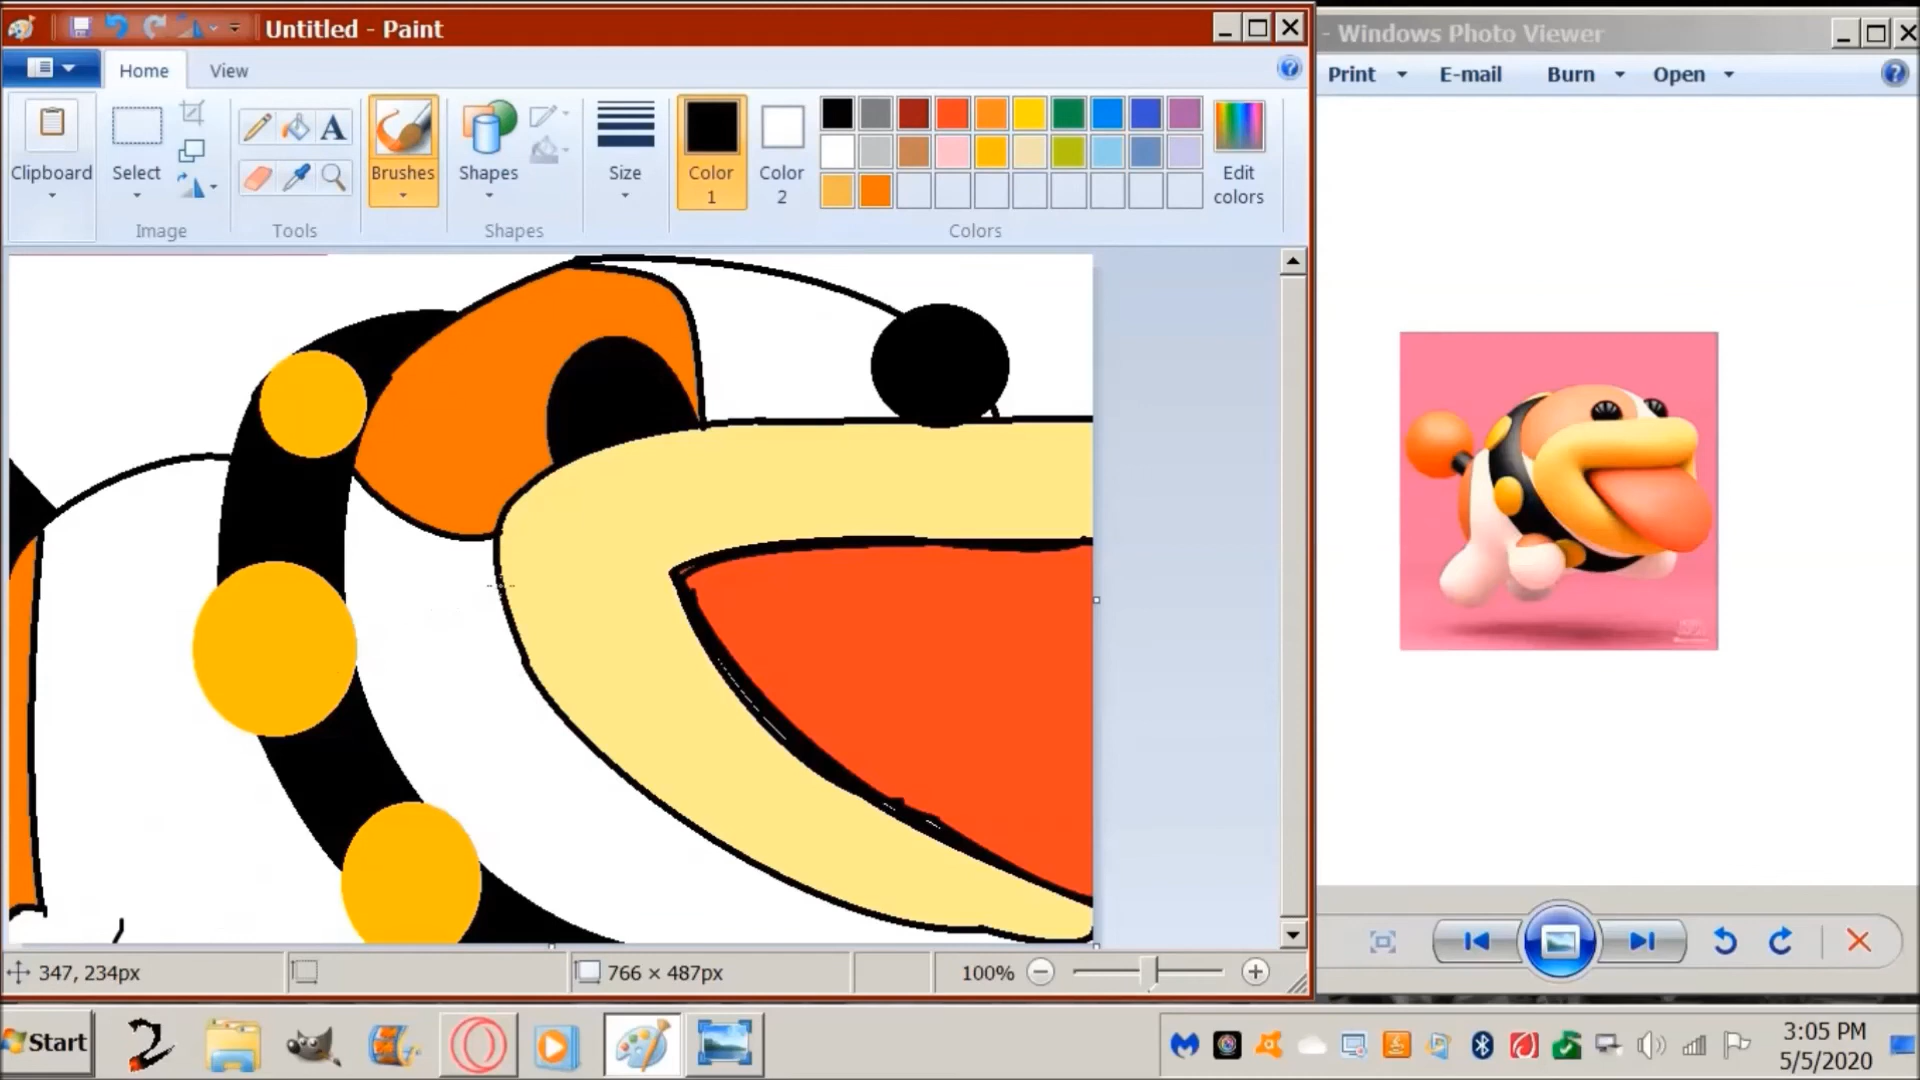 Untitled - Paint
- Windows Photo Viewer
Home View
Print E-mail Burn Open
Clipboard
Select
A
Brushes
Shapes
Size
Color 1
Color 2
Edit colors
Image Tools Shapes Colors
347, 234px
766 × 487px
100%
Start
3:05 PM
5/5/2020